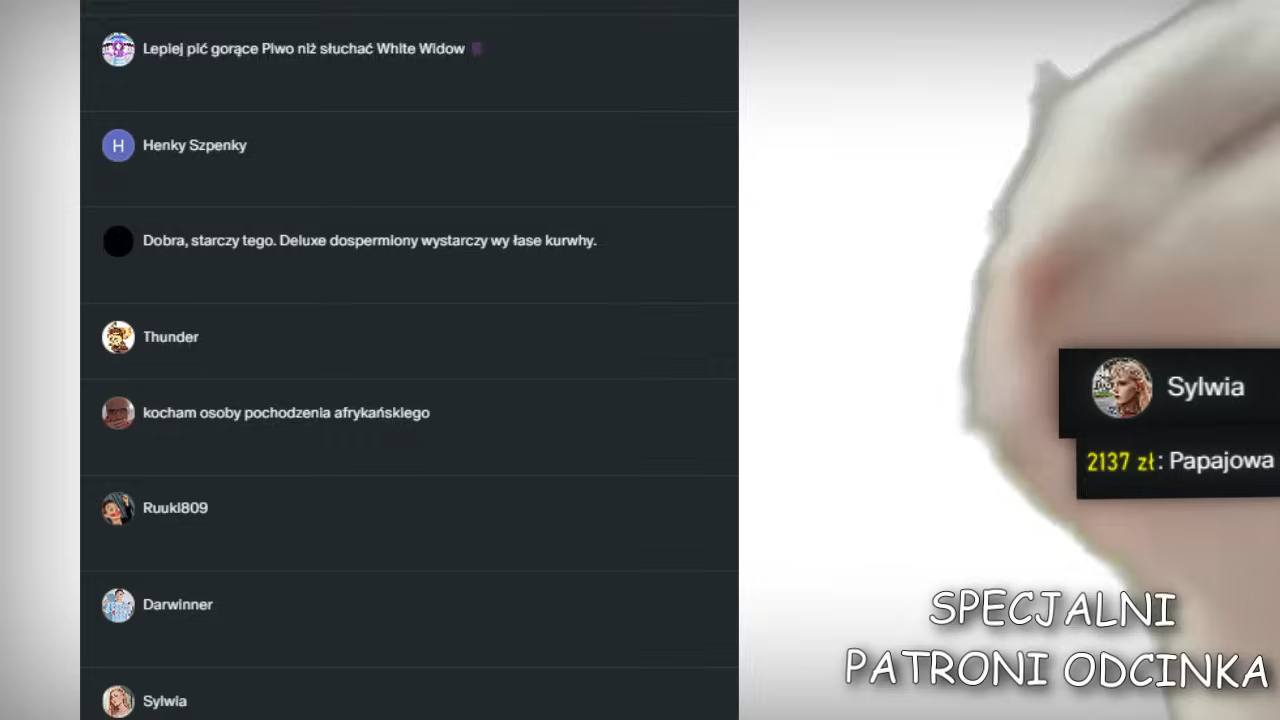 Lepiej pić gorące Piwo niż słuchać White Widow
H
Henky Szpenky
Dobra, starczy tego. Deluxe dospermiony wystarczy wy łase kurwhy.
Thunder
kocham osoby pochodzenia afrykańskiego
Ruukl809
Darwinner
Sylwia
Sylwia
2137 zł: Papajowa
SPECJALNI
PATRONI ODCINKA